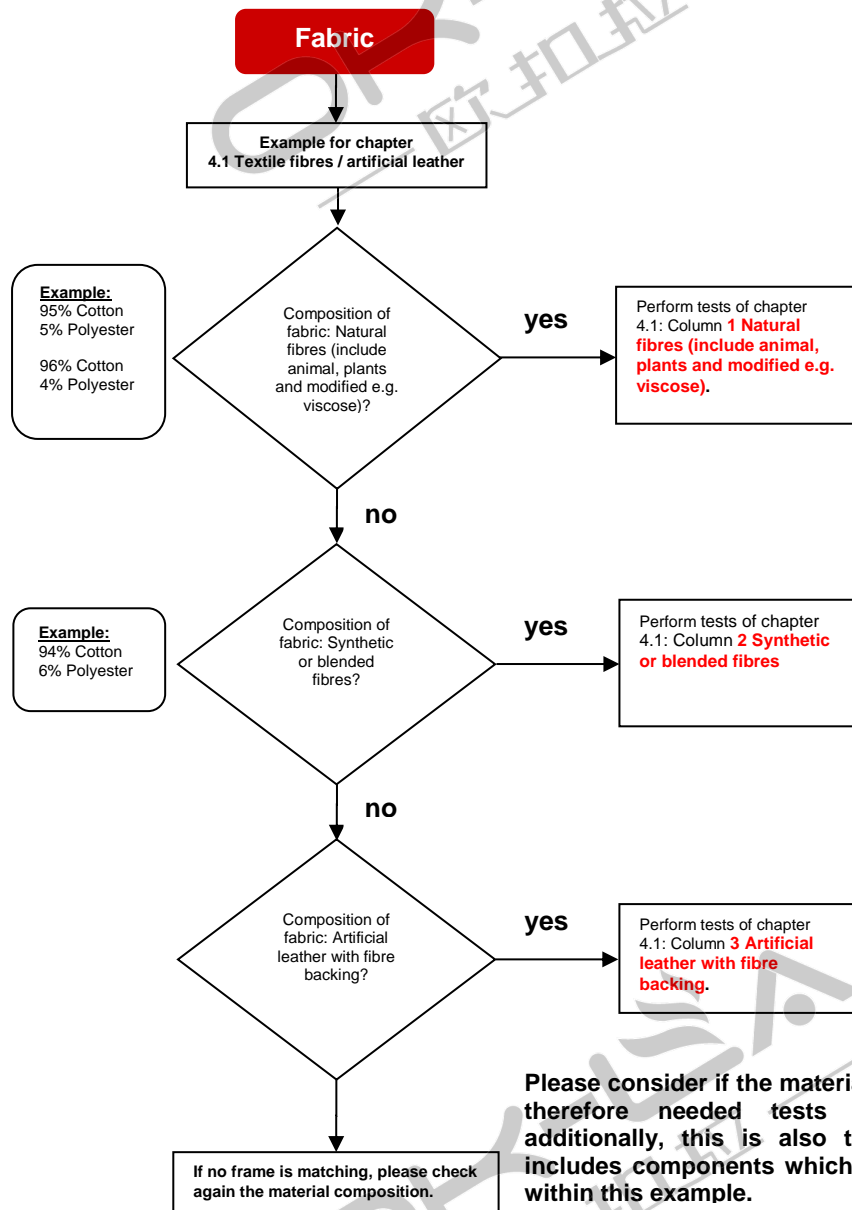 Fabric
Example for chapter
4.1 Textile fibres / artificial leather
Example:
95% Cotton
5% Polyester
96% Cotton
4% Polyester
Composition of
fabric: Natural
fibres (include
animal, plants
and modified e.g.
viscose)?
yes
Perform tests of chapter
4.1: Column 1 Natural
fibres (include animal,
plants and modified e.g.
viscose).
no
Example:
94% Cotton
6% Polyester
Composition of
fabric: Synthetic
or blended
fibres?
yes
Perform tests of chapter
4.1: Column 2 Synthetic
or blended fibres
no
Composition of
fabric: Artificial
leather with fibre
backing?
yes
Perform tests of chapter
4.1: Column 3 Artificial
leather with fibre
backing.
If no frame is matching, please check
again the material composition.
Please consider if the
therefore needed tests
additionally, this is also
includes components which
within this example.
欧扣拉